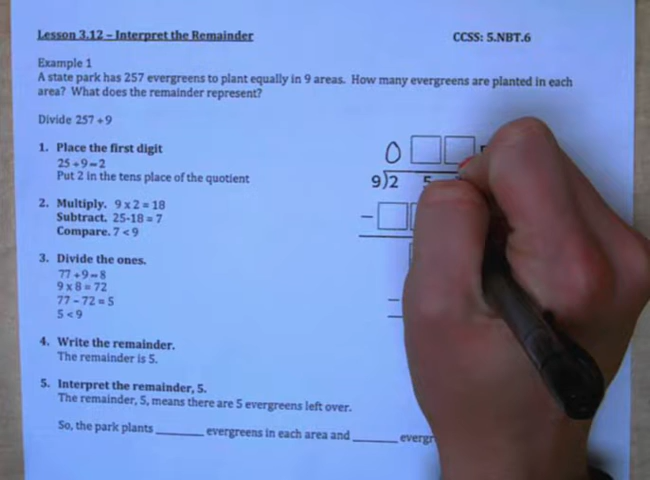 Lesson 3.12 – Interpret the Remainder CCSS: 5.NBT.6
Example 1
A state park has 257 evergreens to plant equally in 9 areas. How many evergreens are planted in each
area? What does the remainder represent?
Divide 257 ÷ 9
1. Place the first digit
25 ÷ 9 ≈ 2
Put 2 in the tens place of the quotient
0
9)2 5
2. Multiply. 9 x 2 = 18
Subtract. 25-18 = 7
Compare. 7 < 9
–
3. Divide the ones.
77 ÷ 9 ≈ 8
9 x 8 = 72
77 – 72 = 5
5 < 9
–
4. Write the remainder.
The remainder is 5.
5. Interpret the remainder, 5.
The remainder, 5, means there are 5 evergreens left over.
So, the park plants ________ evergreens in each area and _______